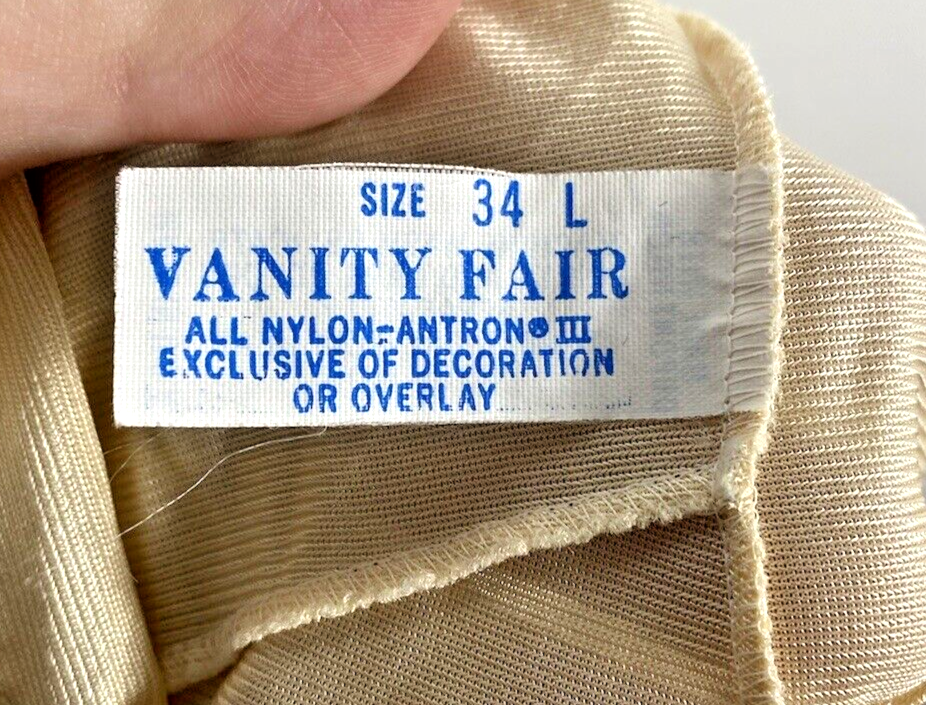 SIZE 34 L
VANITY FAIR
ALL NYLON-ANTRON® III
EXCLUSIVE OF DECORATION
OR OVERLAY